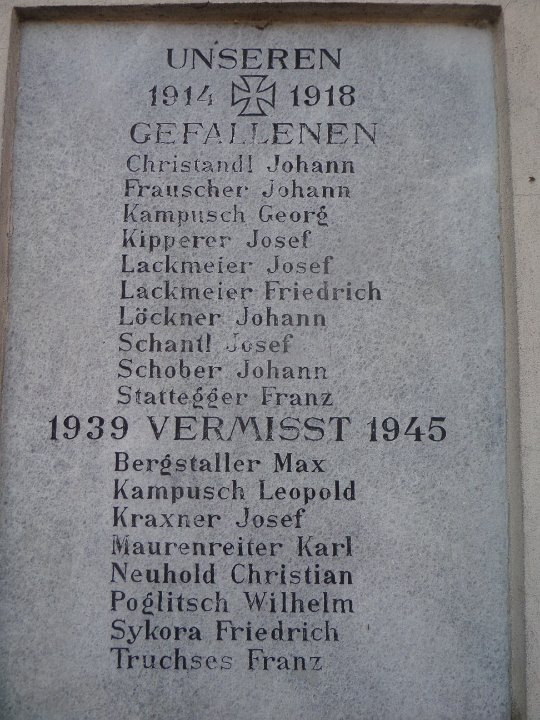 UNSEREN
1914 1918
GEFALLENEN
Christandl Johann
Frauscher Johann
Kampusch Georg
Kipperer Josef
Lackmeier Josef
Lackmeier Friedrich
Löckner Johann
Schantl Josef
Schober Johann
Stattegger Franz
1939 VERMISST 1945
Bergstaller Max
Kampusch Leopold
Kraxner Josef
Maurenreiter Karl
Neuhold Christian
Poglitsch Wilhelm
Sykora Friedrich
Truchses Franz